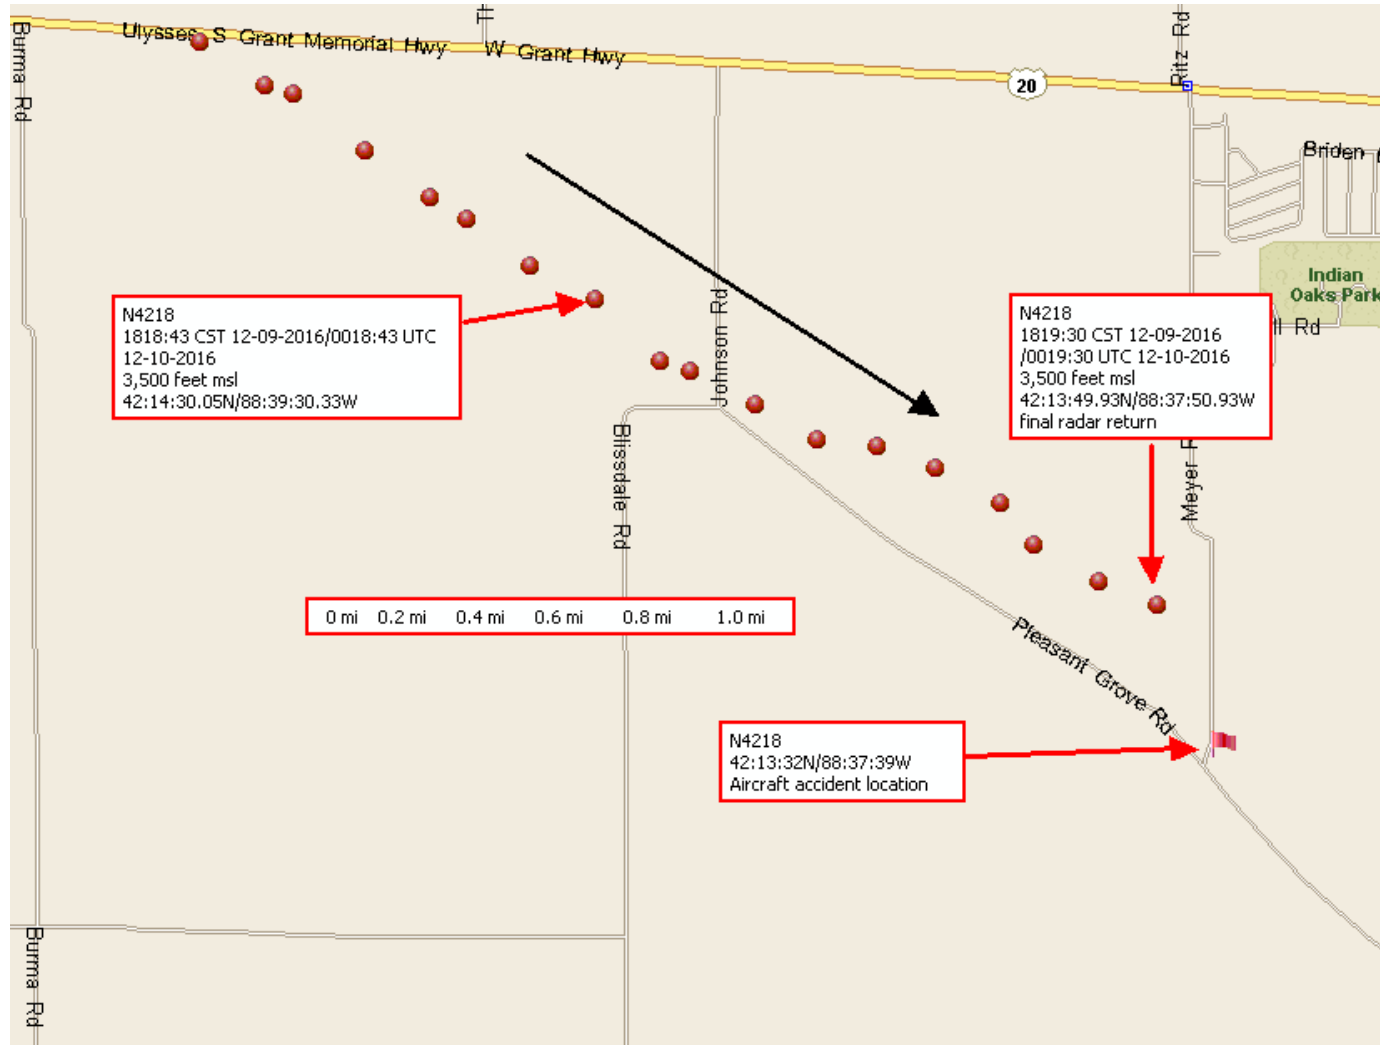 Th
Ritz Rd
Burma Rd
Ulysses S Grant Memorial Hwy
W Grant Hwy
20
Briden
Indian
Oaks Park
ll Rd
Johnson Rd
N4218
1818:43 CST 12-09-2016/0018:43 UTC
12-10-2016
3,500 feet msl
42:14:30.05N/88:39:30.33W
N4218
1819:30 CST 12-09-2016
/0019:30 UTC 12-10-2016
3,500 feet msl
42:13:49.93N/88:37:50.93W
final radar return
Meyer R
Blissdale Rd
0 mi 0.2 mi 0.4 mi 0.6 mi 0.8 mi 1.0 mi
Pleasant Grove Rd
N4218
42:13:32N/88:37:39W
Aircraft accident location
Burma Rd